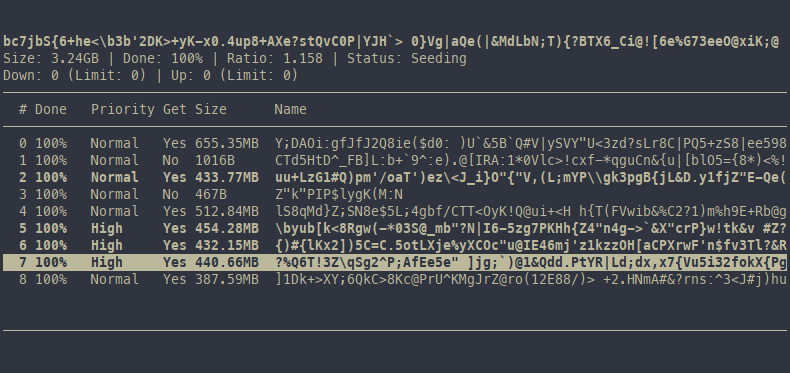 bc7jbS{6+he<\b3b'2DK>+yK-x0.4up8+AXe?stQvC0P|YJH`> 0}Vg|aQe(|&MdLbN;T){?BTX6_Ci@![6e%G73eeO@xiK;@
Size: 3.24GB | Done: 100% | Ratio: 1.158 | Status: Seeding
Down: 0 (Limit: 0) | Up: 0 (Limit: 0)
# Done Priority Get Size Name
0 100% Normal Yes 655.35MB Y;DAOi:gfJfJ2Q8ie($d0: )U`&5B`Q#V|ySVY"U<3zd?sLr8C|PQ5+zS8|ee598
1 100% Normal No 1016B CTd5HtD^_FB]L:b+`9^:e).@[IRA:1*0Vlc>!cxf-*qguCn&{u|[blO5={8*)<%!
2 100% Normal Yes 433.77MB uu+LzG1#Q)pm'/oaT')ez\<J_i}O"{"V,(L;mYP\\gk3pgB{jL&D.y1fjZ"E-Qe(
3 100% Normal No 467B Z"k"PIP$lygK(M:N
4 100% Normal Yes 512.84MB lS8qMd}Z;SN8e$5L;4gbf/CTT<OyK!Q@ui+<H h{T(FVwib&%C2?1)m%h9E+Rb@g
5 100% High Yes 454.28MB \byub[k<8Rgw(-*03S@_mb"?N|I6-5zg7PKHh{Z4"n4g~>`&X"crP}w!tk&v #Z?
6 100% High Yes 432.15MB {)#{lKx2])5C=C.5otLXje%yXCOc"u@IE46mj'z1kzzOH[aCPXrwF'n$fv3Tl?&R
7 100% High Yes 440.66MB ?%Q6T!3Z\qSg2^P;AfEe5e" ]jg;`)@1&Qdd.PtYR|Ld;dx,x7{Vu5i32fokX{Pg
8 100% Normal Yes 387.59MB ]1Dk+>XY;6QkC>8Kc@PrU^KMgJrZ@ro(12E88/)> +2.HNmA#&?rns:^3<J#j)hu